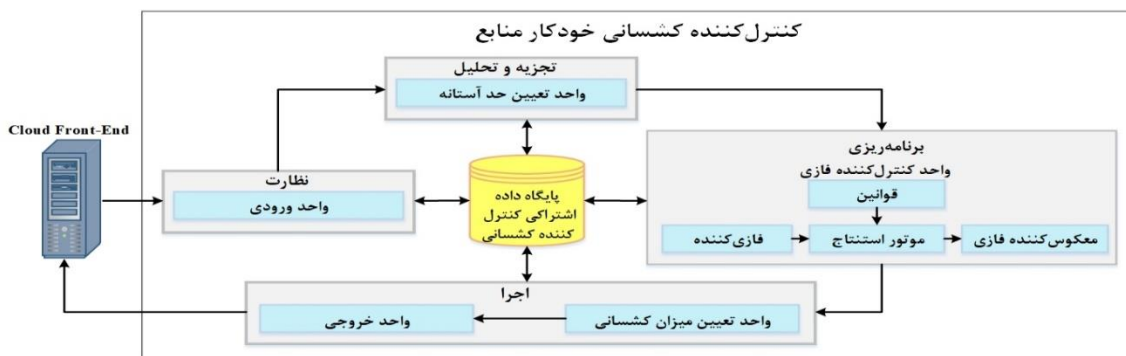 کنترل‌کننده کشسانی خودکار منابع
تجزیه و تحلیل
واحد تعیین حد آستانه
Cloud Front-End
نظارت
واحد ورودی
پایگاه داده
اشتراکی کنترل
کننده کشسانی
برنامه‌ریزی
واحد کنترل‌کننده فازی
قوانین
فازی‌کننده
موتور استنتاج
معکوس‌کننده فازی
اجرا
واحد تعیین میزان کشسانی
واحد خروجی